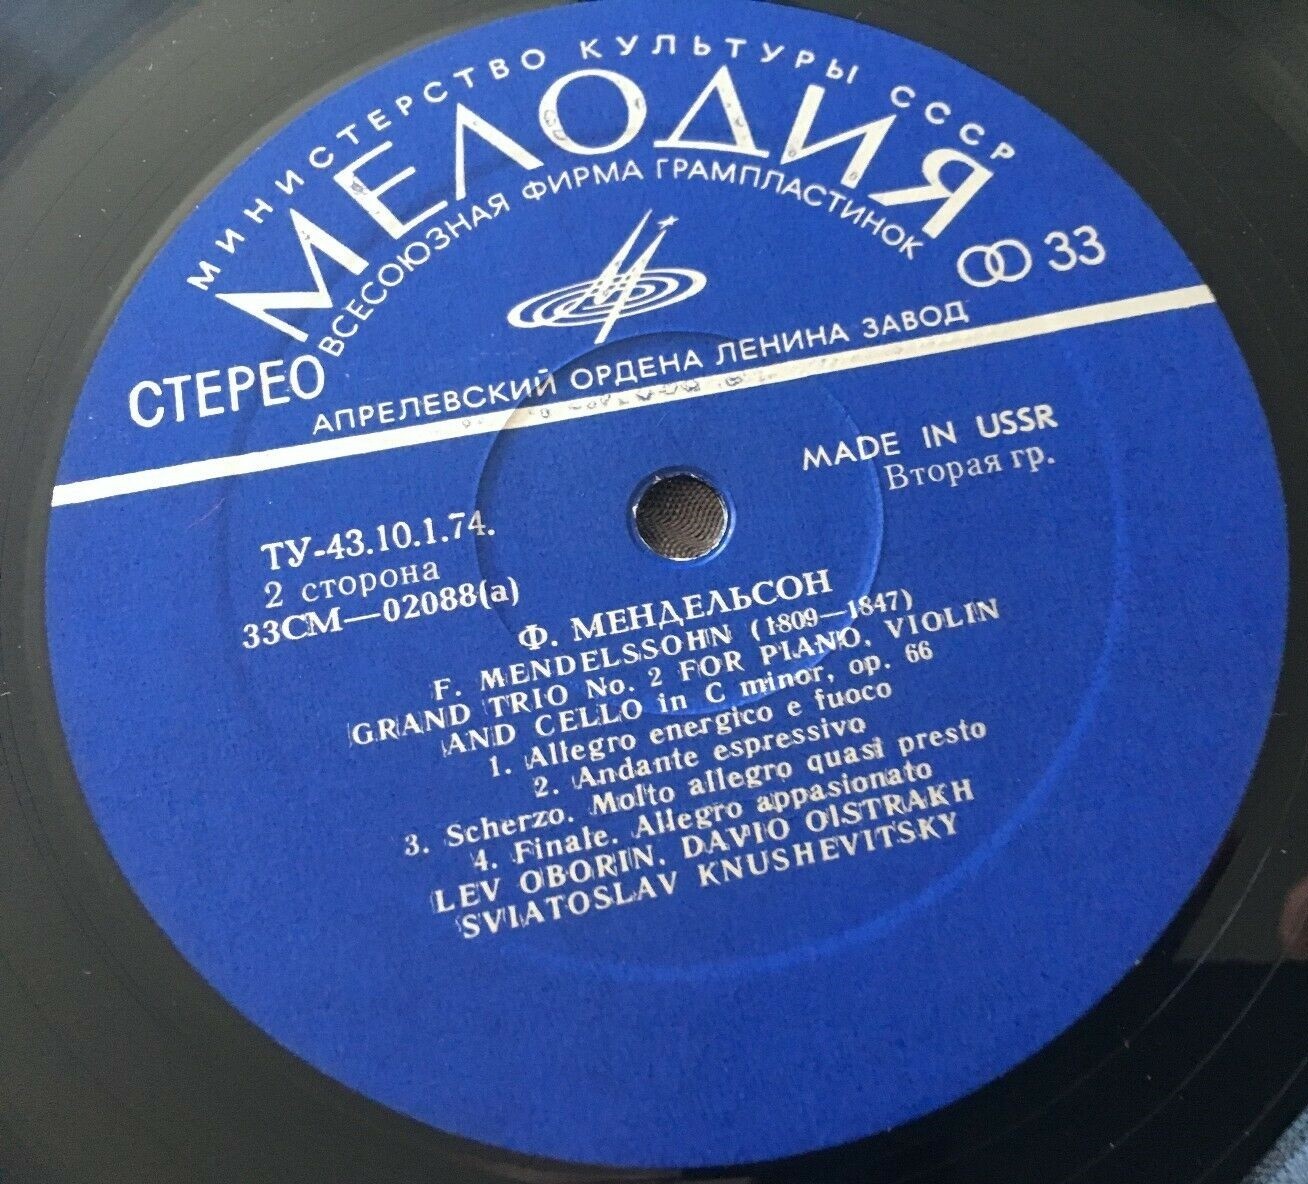 МИНИСТЕРСТВО КУЛЬТУРЫ СССР
МЕЛОДИЯ
ВСЕСОЮЗНАЯ ФИРМА ГРАМПЛАСТИНОК
33
СТЕРЕО
АПРЕЛЕВСКИЙ ОРДЕНА ЛЕНИНА ЗАВОД
MADE IN USSR
Вторая гр.
ТУ-43.10.1.74.
2 сторона
33СМ—02088(а)
Ф. МЕНДЕЛЬСОН
F. MENDELSSOHN (1809—1847)
GRAND TRIO No. 2 FOR PIANO, VIOLIN
AND CELLO in C minor, op. 66
1. Allegro energico e fuoco
2. Andante espressivo
3. Scherzo. Molto allegro quasi presto
4. Finale. Allegro appasionato
LEV OBORIN. DAVIO OISTRAKH
SVIATOSLAV KNUSHEVITSKY